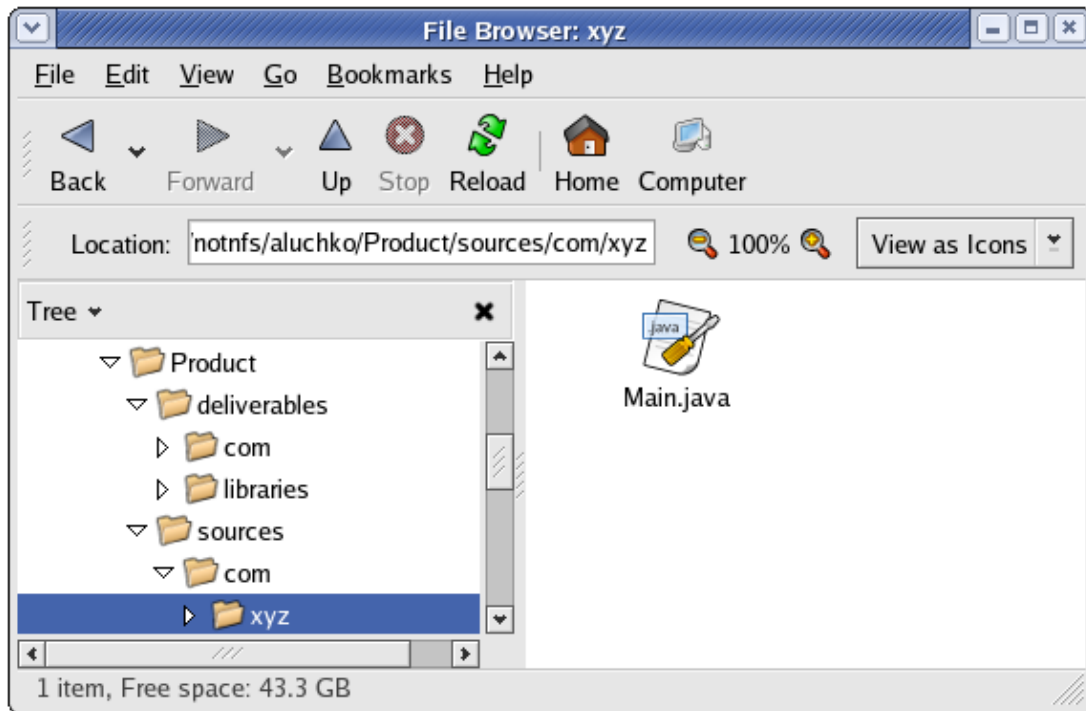 File Browser: xyz
File Edit View Go Bookmarks Help
Back Forward Up Stop Reload Home Computer
Location: /notnfs/aluchko/Product/sources/com/xyz 100% View as Icons
Tree
Product
deliverables
com
libraries
sources
com
xyz
.java
Main.java
1 item, Free space: 43.3 GB